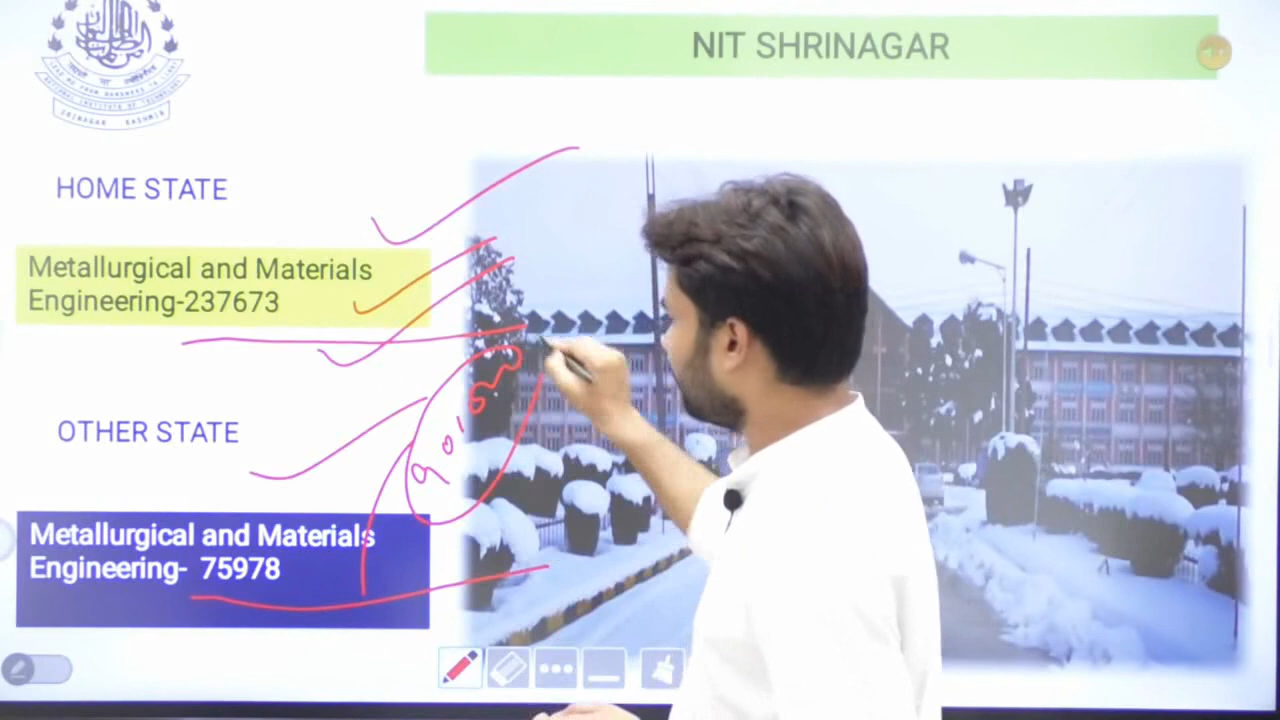 NIT SHRINAGAR
HOME STATE
Metallurgical and Materials
Engineering-237673
OTHER STATE
Metallurgical and Materials
Engineering- 75978